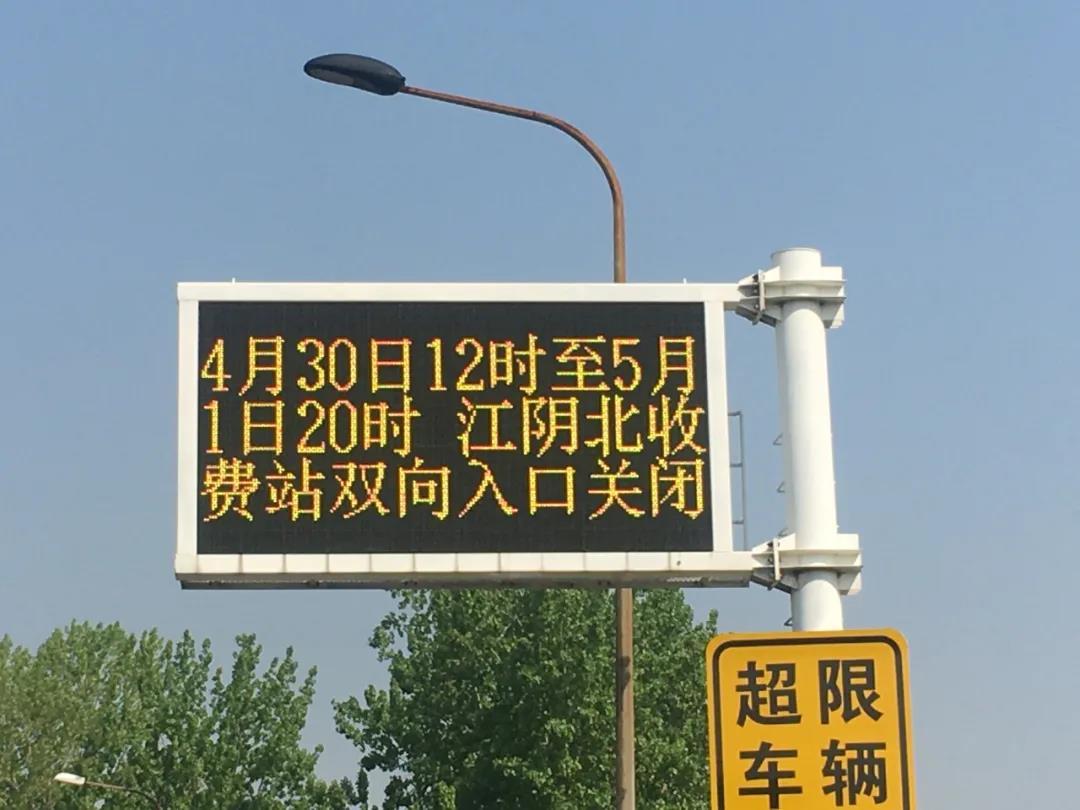 4月30日12时至5月
1日20时 江阴北收
费站双向入口关闭
超限
车辆